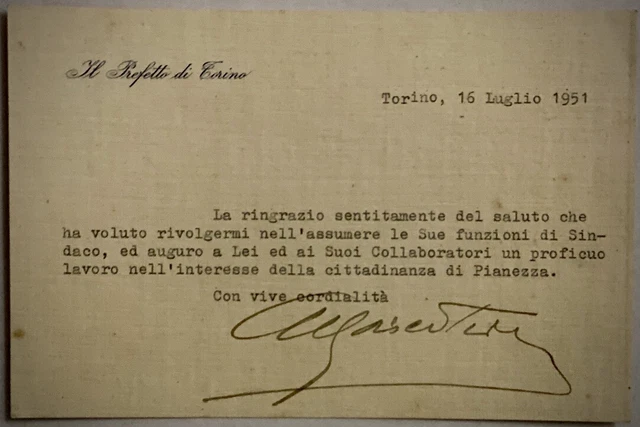 Il Prefetto di Torino
Torino, 16 Luglio 1951
La ringrazio sentitamente del saluto che
ha voluto rivolgermi nell'assumere le Sue funzioni di Sin-
daco, ed auguro a Lei ed ai Suoi Collaboratori un proficuo
lavoro nell'interesse della cittadinanza di Pianezza.
Con vive cordialità